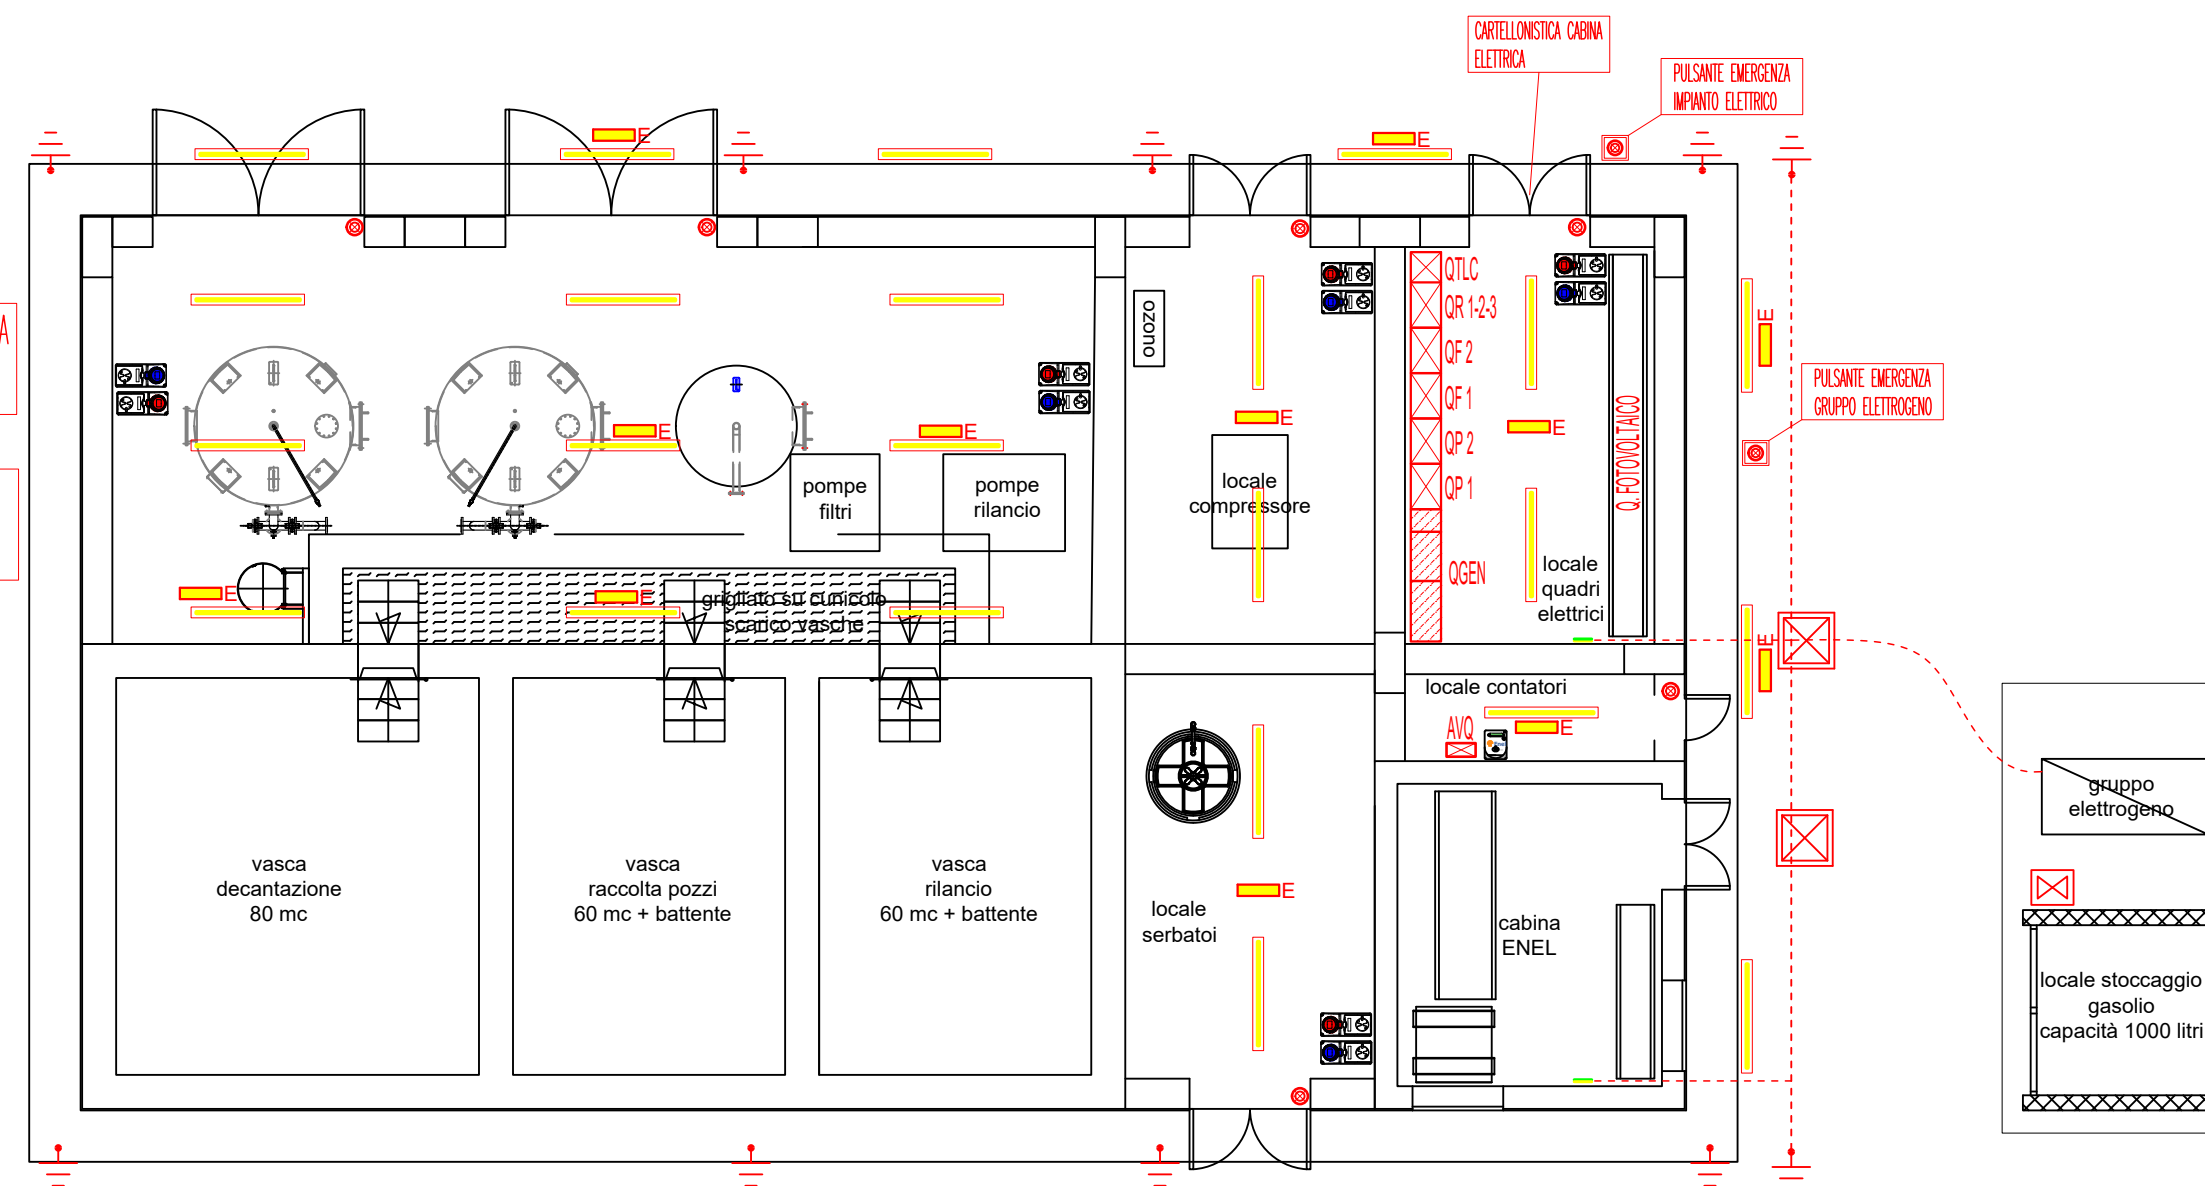 CARTELLONISTICA CABINA
ELETTRICA
PULSANTE EMERGENZA
IMPIANTO ELETTRICO
E
E
A
ozono
QTLC
QR 1-2-3
QF 2
QF 1
QP 2
QP 1
QGEN
Q.FOTOVOLTAICO
E
PULSANTE EMERGENZA
GRUPPO ELETTROGENO
E
E
E
E
pompe
filtri
pompe
rilancio
locale
compressore
locale
quadri
elettrici
E
E
grigliato su cunicolo
scarico vasche
E
locale contatori
AVQ
E
gruppo
elettrogeno
vasca
decantazione
80 mc
vasca
raccolta pozzi
60 mc + battente
vasca
rilancio
60 mc + battente
E
locale
serbatoi
cabina
ENEL
locale stoccaggio
gasolio
capacità 1000 litri